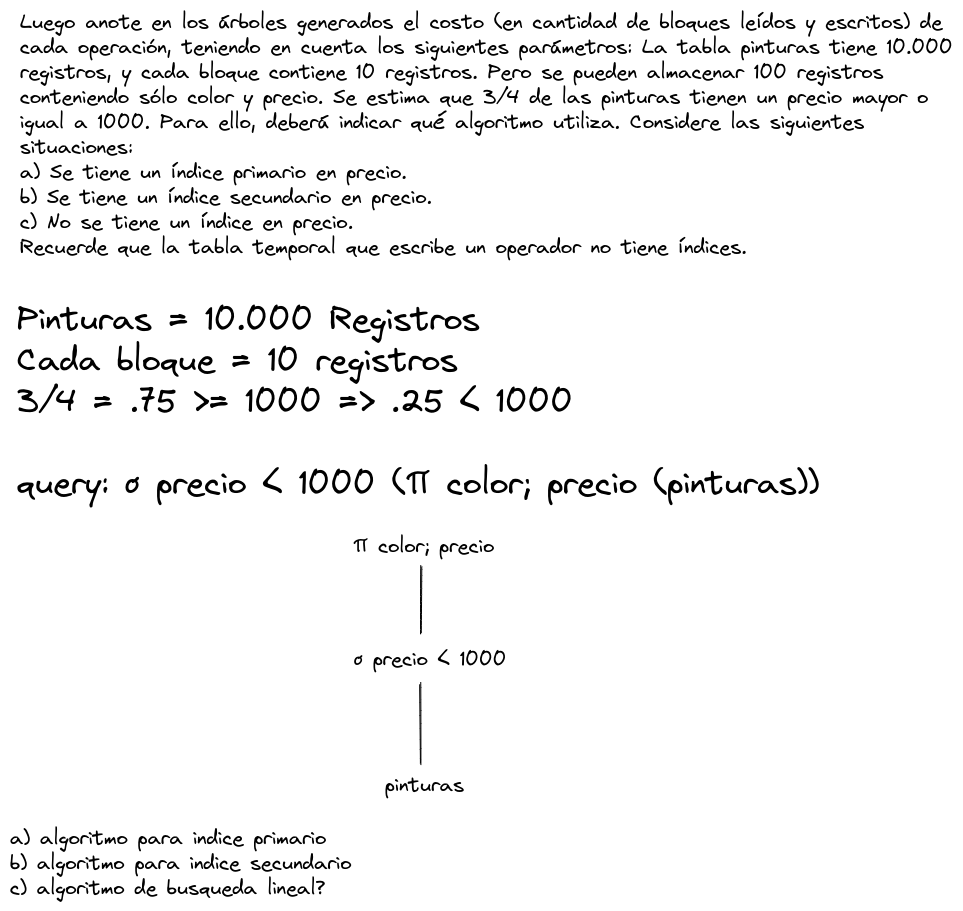 Luego anote en los árboles generados el costo (en cantidad de bloques leídos y escritos) de
cada operación, teniendo en cuenta los siguientes parámetros: La tabla pinturas tiene 10.000
registros, y cada bloque contiene 10 registros. Pero se pueden almacenar 100 registros
conteniendo sólo color y precio. Se estima que 3/4 de las pinturas tienen un precio mayor o
igual a 1000. Para ello, deberá indicar qué algoritmo utiliza. Considere las siguientes
situaciones:
a) Se tiene un índice primario en precio.
b) Se tiene un índice secundario en precio.
c) No se tiene un índice en precio.
Recuerde que la tabla temporal que escribe un operador no tiene índices.
Pinturas = 10.000 Registros
Cada bloque = 10 registros
3/4 = .75 >= 1000 => .25 < 1000
query: σ precio < 1000 (π color; precio (pinturas))
π color; precio
σ precio < 1000
pinturas
a) algoritmo para indice primario
b) algoritmo para indice secundario
c) algoritmo de busqueda lineal?